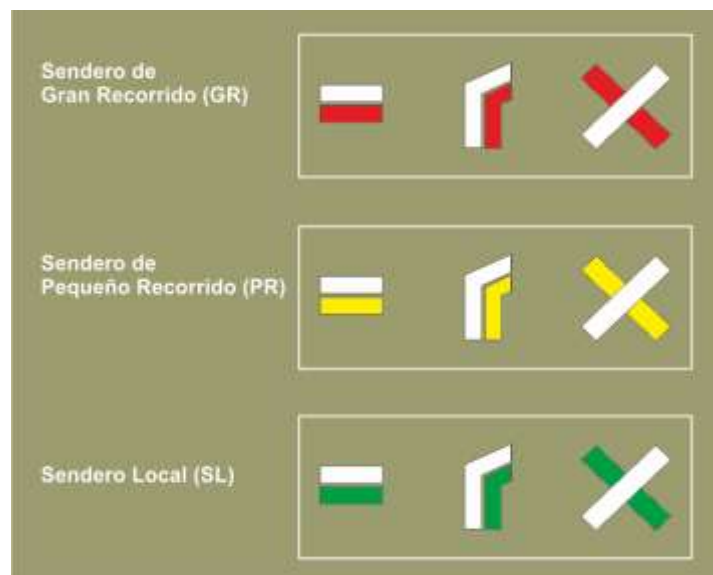 Sendero de
Gran Recorrido (GR)
Sendero de
Pequeño Recorrido (PR)
Sendero Local (SL)